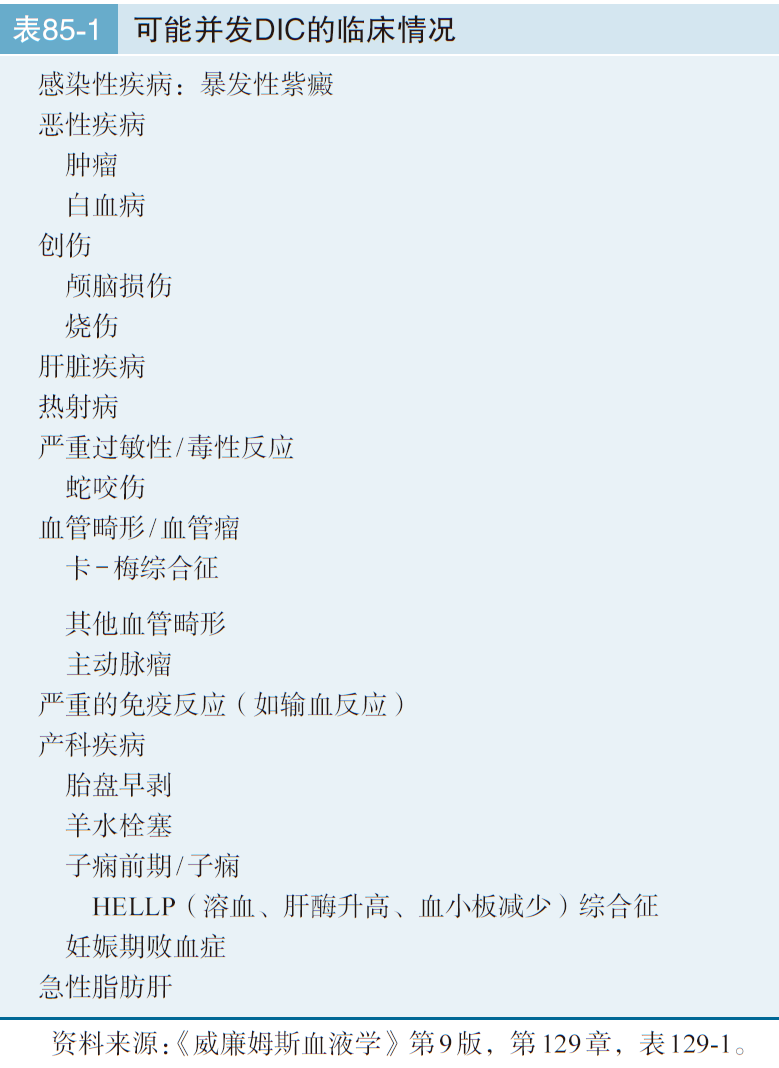 表85-1 可能并发DIC的临床情况
感染性疾病：暴发性紫癜
恶性疾病
肿瘤
白血病
创伤
颅脑损伤
烧伤
肝脏疾病
热射病
严重过敏性/毒性反应
蛇咬伤
血管畸形/血管瘤
卡-梅综合征
其他血管畸形
主动脉瘤
严重的免疫反应（如输血反应）
产科疾病
胎盘早剥
羊水栓塞
子痫前期/子痫
HELLP（溶血、肝酶升高、血小板减少）综合征
妊娠期败血症
急性脂肪肝
资料来源：《威廉姆斯血液学》第9版，第129章，表129-1。